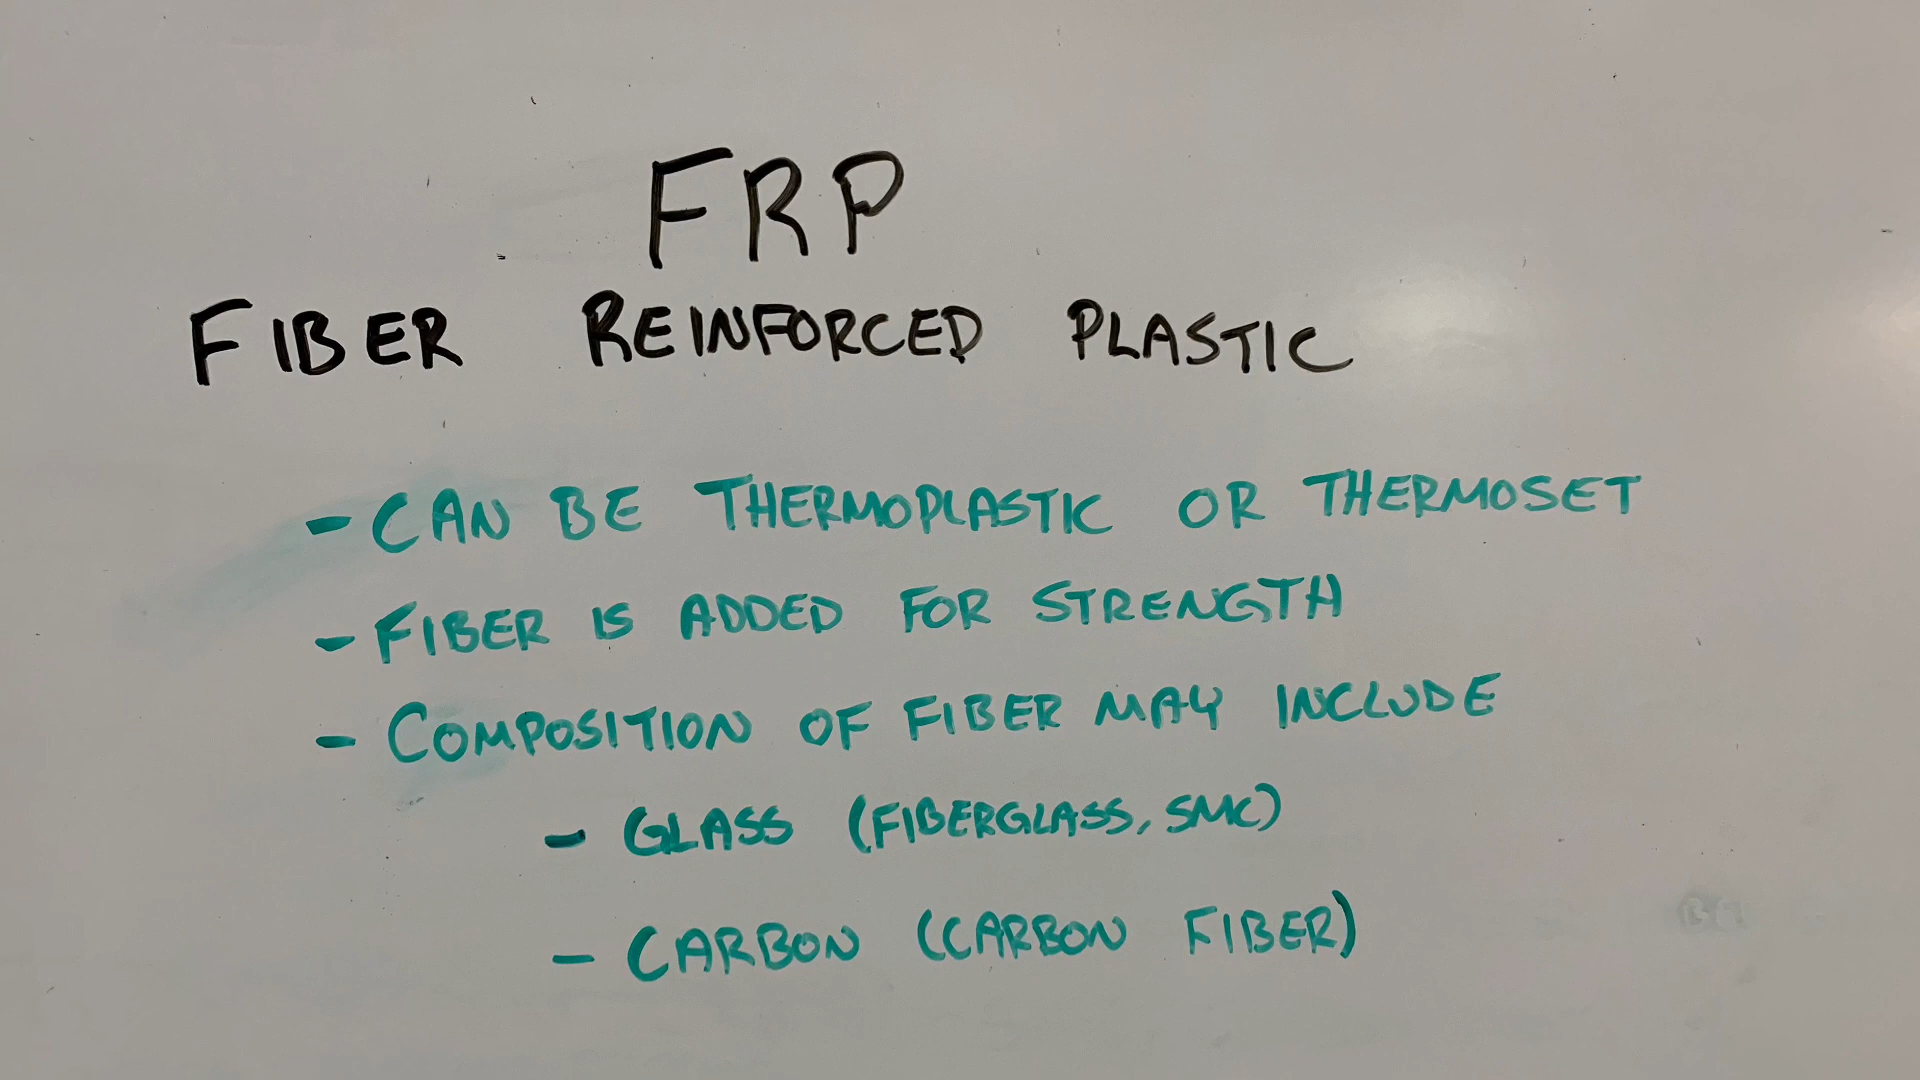 FRP
FIBER REINFORCED PLASTIC
- CAN BE THERMOPLASTIC OR THERMOSET
- FIBER IS ADDED FOR STRENGTH
- COMPOSITION OF FIBER MAY INCLUDE
- GLASS (FIBERGLASS, SMC)
- CARBON (CARBON FIBER)